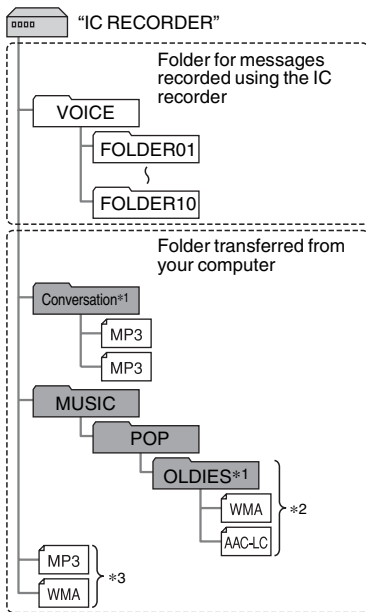 “IC RECORDER”
Folder for messages
recorded using the IC
recorder
VOICE
FOLDER01
FOLDER10
Folder transferred from
your computer
Conversation*1
MP3
MP3
MUSIC
POP
OLDIES*1
WMA
*2
AAC-LC
MP3
*3
WMA